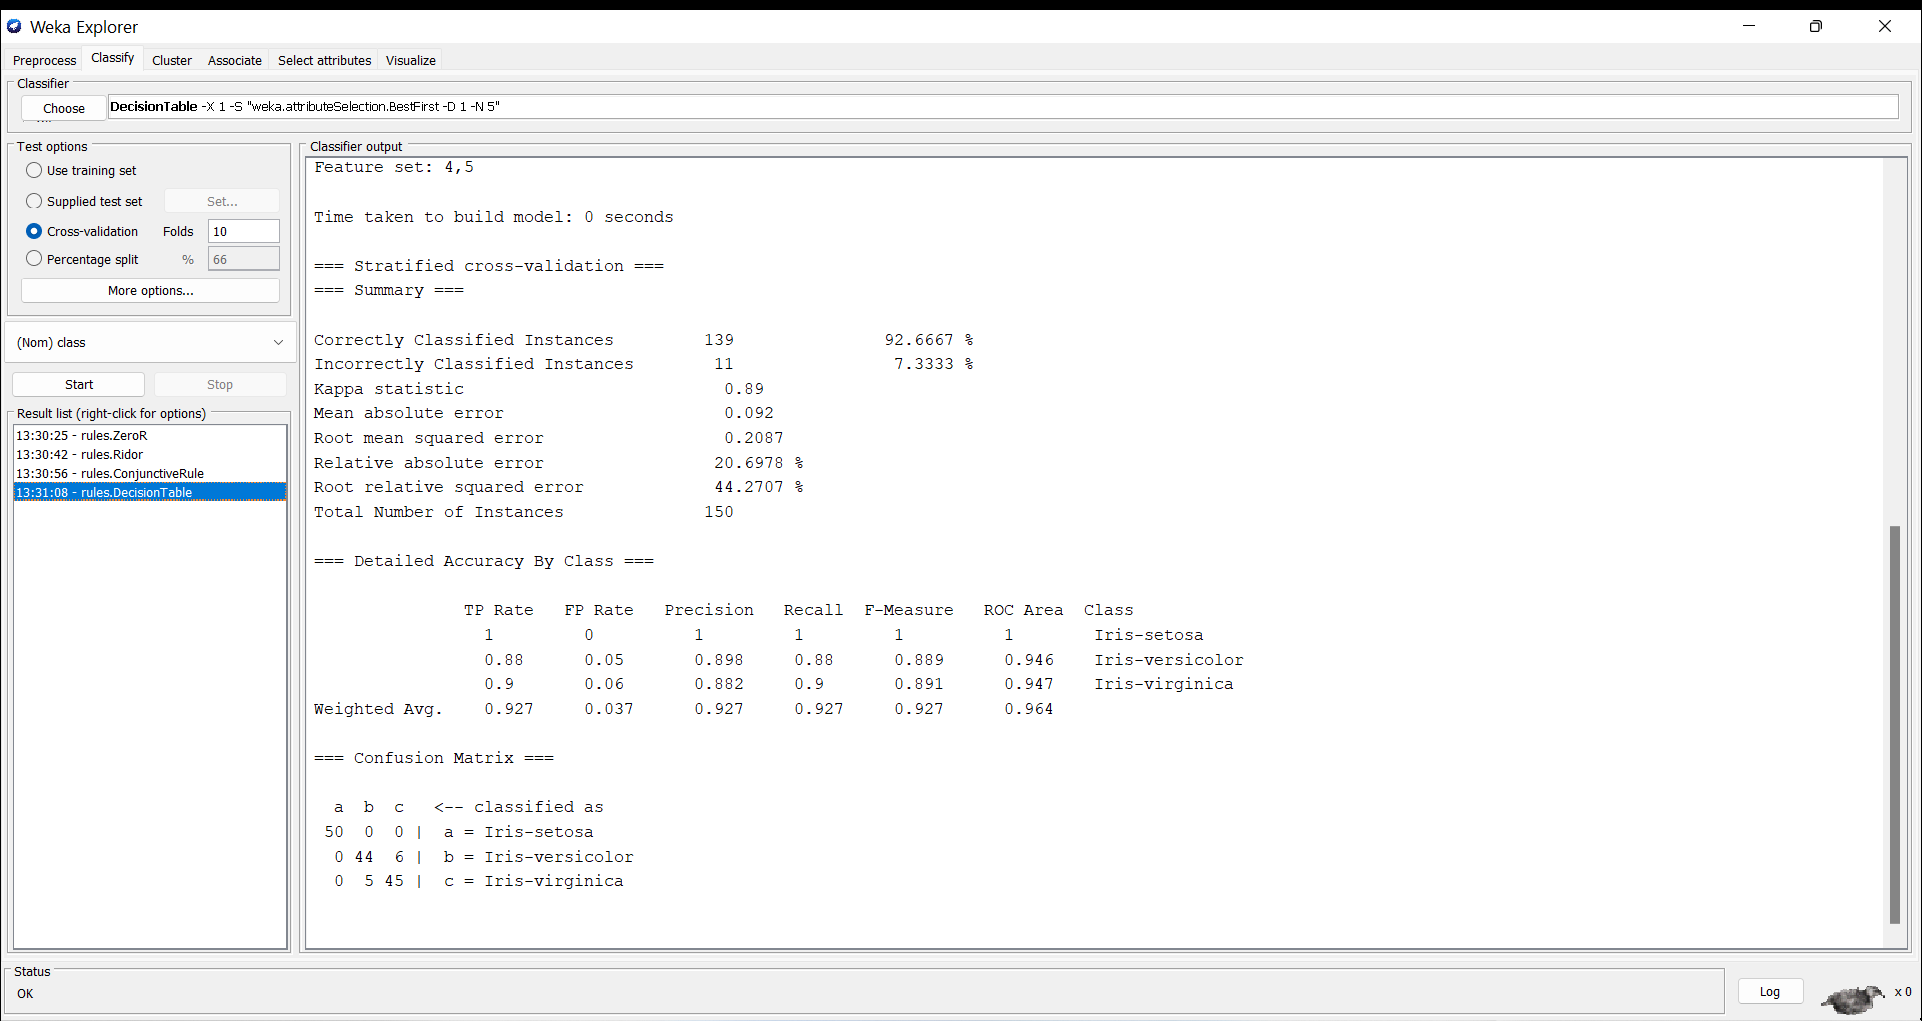 Weka Explorer
Preprocess Classify Cluster Associate Select attributes Visualize
Classifier
Choose DecisionTable -X 1 -S "weka.attributeSelection.BestFirst -D 1 -N 5"
Test options
Use training set
Supplied test set Set...
Cross-validation Folds 10
Percentage split % 66
More options...
(Nom) class
Start Stop
Result list (right-click for options)
13:30:25 - rules.ZeroR
13:30:42 - rules.Ridor
13:30:56 - rules.ConjunctiveRule
13:31:08 - rules.DecisionTable
Classifier output
Feature set: 4,5
Time taken to build model: 0 seconds
=== Stratified cross-validation ===
=== Summary ===
Correctly Classified Instances 139 92.6667 %
Incorrectly Classified Instances 11 7.3333 %
Kappa statistic 0.89
Mean absolute error 0.092
Root mean squared error 0.2087
Relative absolute error 20.6978 %
Root relative squared error 44.2707 %
Total Number of Instances 150
=== Detailed Accuracy By Class ===
TP Rate FP Rate Precision Recall F-Measure ROC Area Class
1 0 1 1 1 1 Iris-setosa
0.88 0.05 0.898 0.88 0.889 0.946 Iris-versicolor
0.9 0.06 0.882 0.9 0.891 0.947 Iris-virginica
Weighted Avg. 0.927 0.037 0.927 0.927 0.927 0.964
=== Confusion Matrix ===
a b c <-- classified as
50 0 0 | a = Iris-setosa
0 44 6 | b = Iris-versicolor
0 5 45 | c = Iris-virginica
Status
OK
Log
x 0